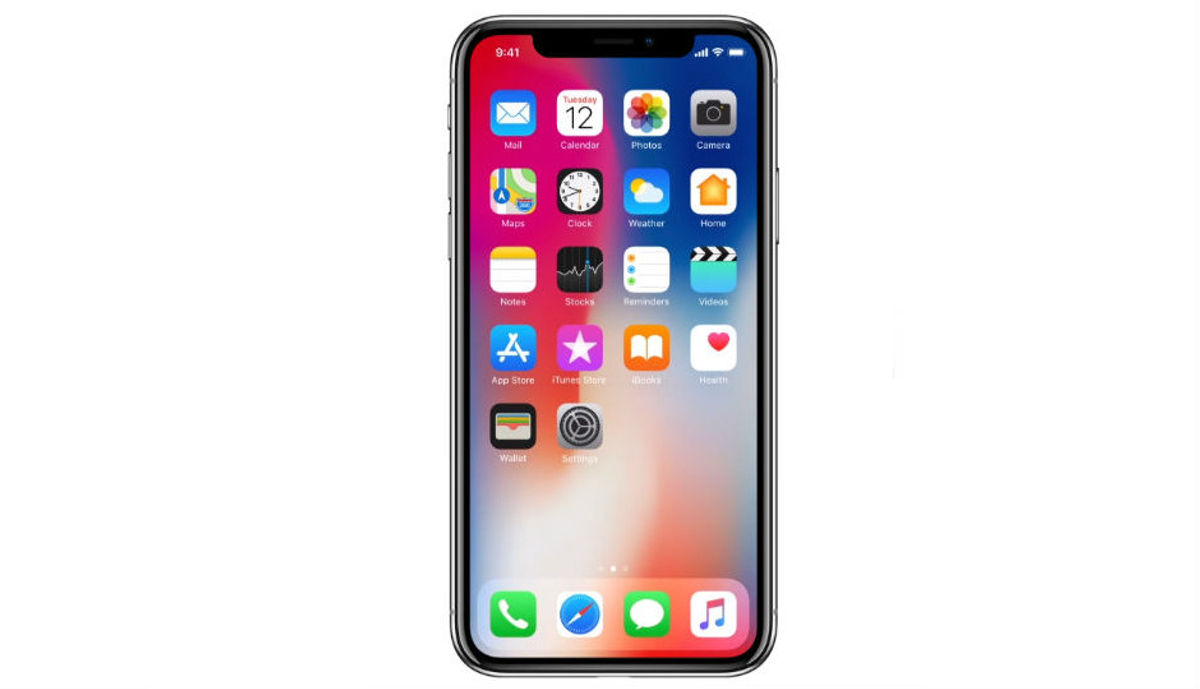 9:41
Tuesday
12
Mail Calendar Photos Camera
Maps Clock Weather Home
Notes Stocks Reminders Videos
App Store iTunes Store iBooks Health
Wallet Settings